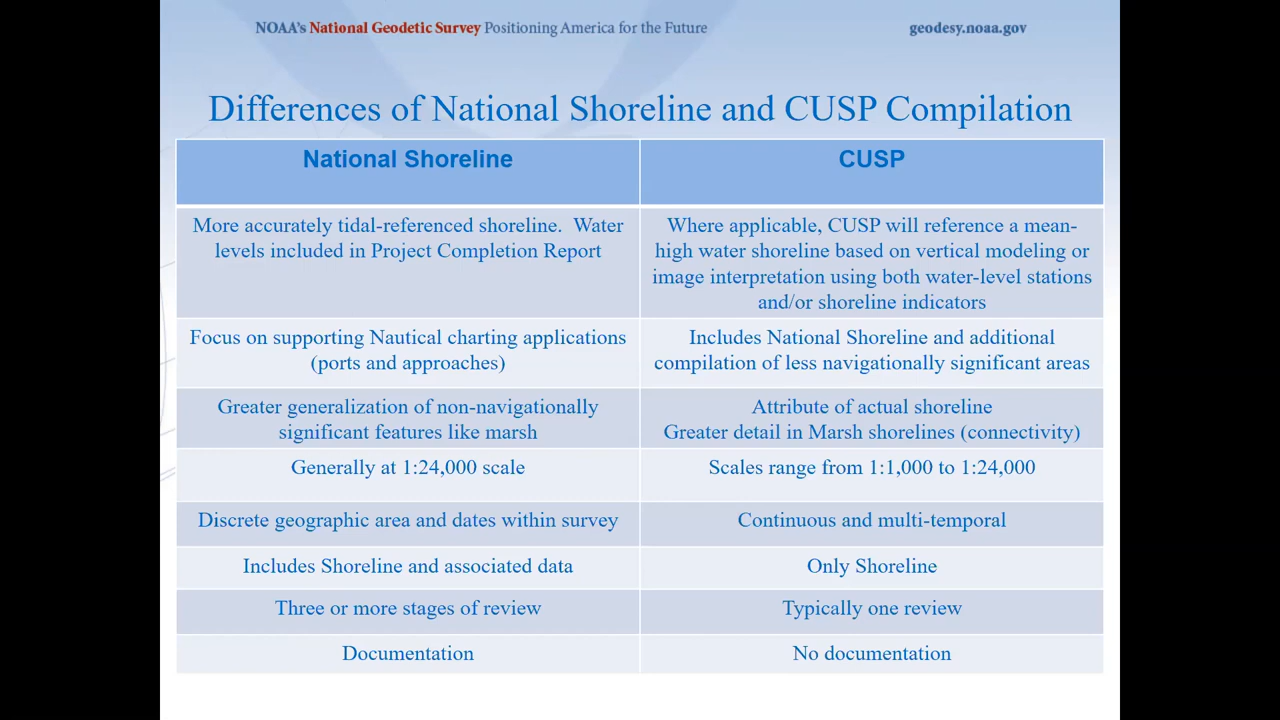 NOAA's National Geodetic Survey Positioning America for the Future geodesy.noaa.gov
Differences of National Shoreline and CUSP Compilation
National Shoreline
CUSP
More accurately tidal-referenced shoreline.  Water
levels included in Project Completion Report
Where applicable, CUSP will reference a mean-
high water shoreline based on vertical modeling or
image interpretation using both water-level stations
and/or shoreline indicators
Focus on supporting Nautical charting applications
(ports and approaches)
Includes National Shoreline and additional
compilation of less navigationally significant areas
Greater generalization of non-navigationally
significant features like marsh
Attribute of actual shoreline
Greater detail in Marsh shorelines (connectivity)
Generally at 1:24,000 scale
Scales range from 1:1,000 to 1:24,000
Discrete geographic area and dates within survey
Continuous and multi-temporal
Includes Shoreline and associated data
Only Shoreline
Three or more stages of review
Typically one review
Documentation
No documentation